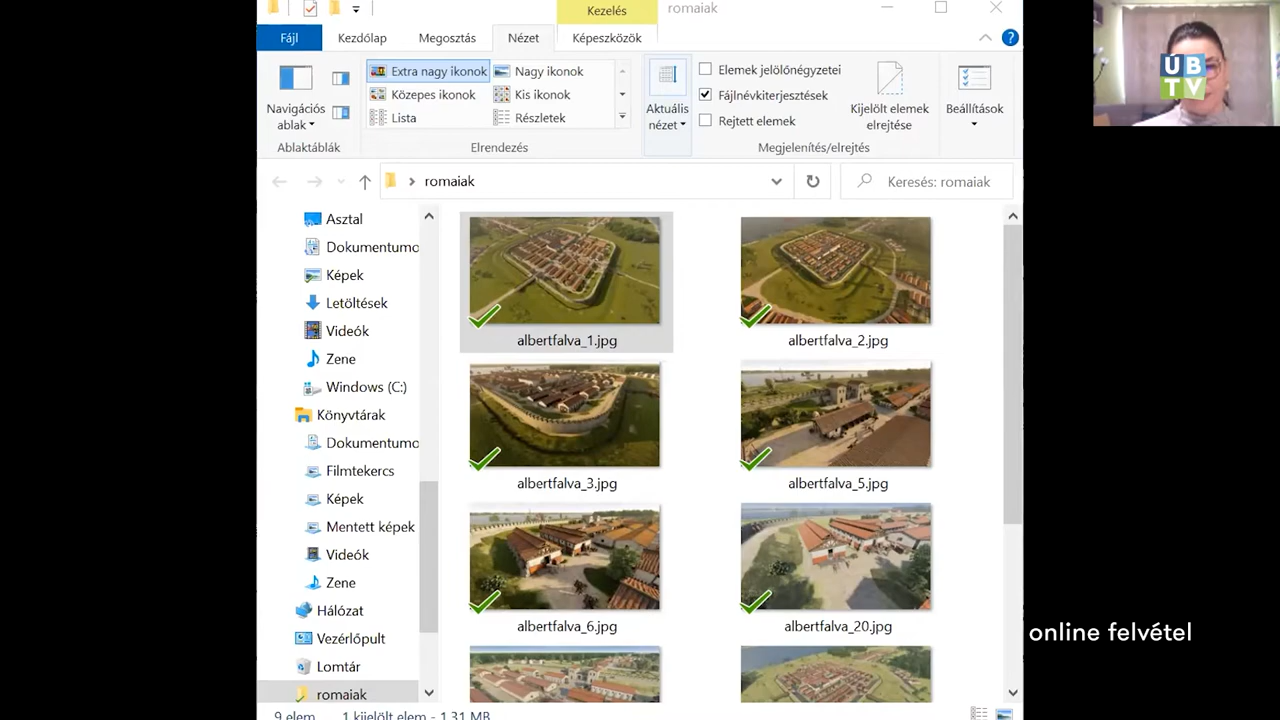 Kezelés
romaiak
Fájl
Kezdőlap
Megosztás
Nézet
Képeszközök
?
Navigációs
ablak
Ablaktáblák
Extra nagy ikonok
Nagy ikonok
Közepes ikonok
Kis ikonok
Lista
Részletek
Elrendezés
Aktuális
nézet
Elemek jelölőnégyzetei
Fájlnévkiterjesztések
Rejtett elemek
Kijelölt elemek
elrejtése
Megjelenítés/elrejtés
Beállítások
ÚB
TV
romaiak
Keresés: romaiak
Asztal
Dokumentumo
Képek
Letöltések
Videók
Zene
Windows (C:)
Könyvtárak
Dokumentumo
Filmtekercs
Képek
Mentett képek
Videók
Zene
Hálózat
Vezérlőpult
Lomtár
romaiak
albertfalva_1.jpg
albertfalva_2.jpg
albertfalva_3.jpg
albertfalva_5.jpg
albertfalva_6.jpg
albertfalva_20.jpg
9 elem
1 kijelölt elem - 1,31 MB
online felvétel